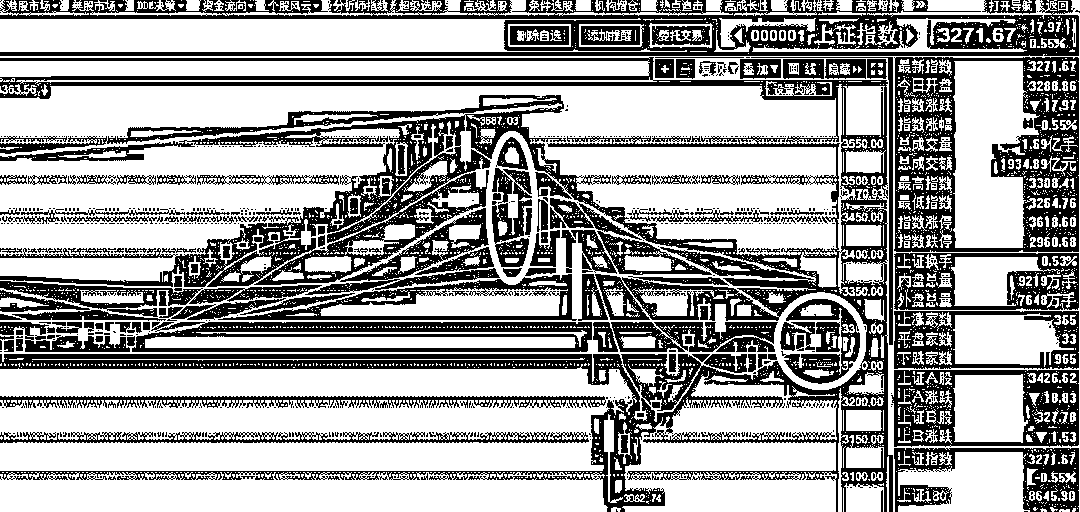 港股市场 美股市场 DDE决策 资金流向 个股风云 分析师指数 超级选股 高级选股 条件选股 机构增仓 热点追击 高成长性 机构推荐 高管增持 打开导航 返回
删除自选 添加提醒 委托交易 000001 上证指数 3271.67 17.97 0.55%
+ 复权 叠加 画线 隐藏
设置均线
3587.03
3550.00
3500.00
3450.00
3400.00
3350.00
3200.00
3150.00
3100.00
3062.74
最新指数 3271.67
今日开盘 3288.86
指数涨跌 ▼17.97
指数涨幅 -0.55%
总成交量 1.69亿手
总成交额 1934.89亿元
最高指数 3308.41
最低指数 3264.76
指数涨停 3618.60
指数跌停 2960.68
上证换手 0.53%
内盘总量 9219万手
外盘总量 7648万手
上涨家数 365
平盘家数 33
下跌家数 965
上证A股 3426.62
上A涨跌 ▼18.83
上证B股 327.78
上B涨跌 ▼1.53
上证指数 3271.67
-0.55%
上证180 8645.90